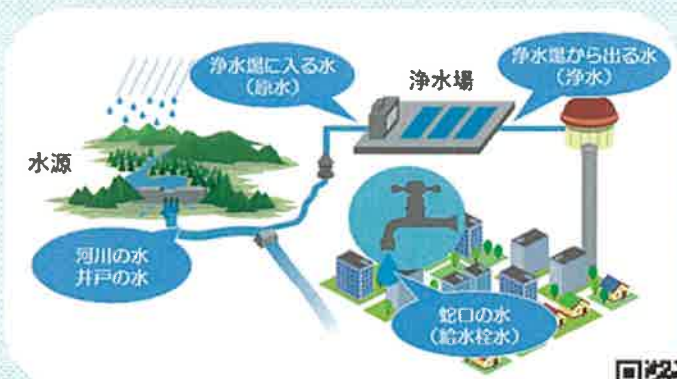 浄水場に入る水
（原水）
浄水場
浄水場から出る水
（浄水）
水源
河川の水
井戸の水
蛇口の水
（給水栓水）